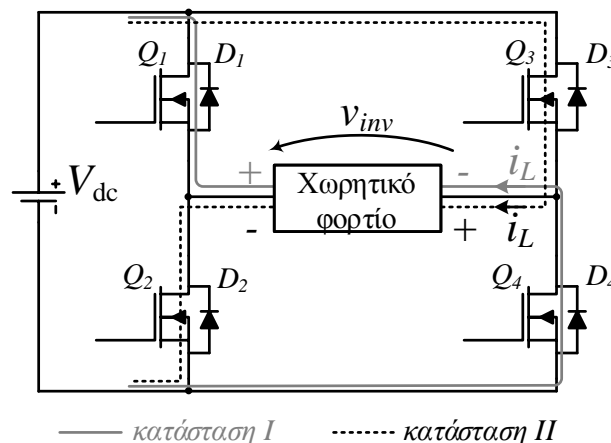 Q1 D1
Q3 D3
vinv
+ - iL
Vdc
+
-
Χωρητικό
φορτίο
- + iL
Q2 D2
Q4 D4
κατάσταση I κατάσταση II